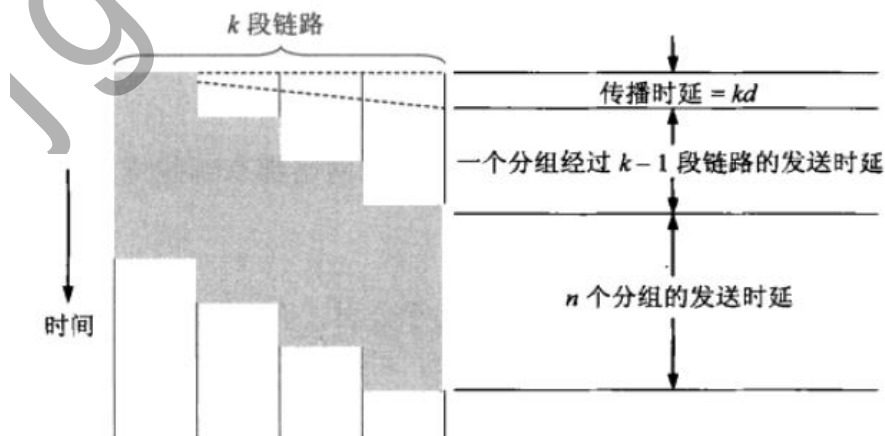 k 段链路
传播时延 = kd
一个分组经过 k − 1 段链路的发送时延
n 个分组的发送时延
时间